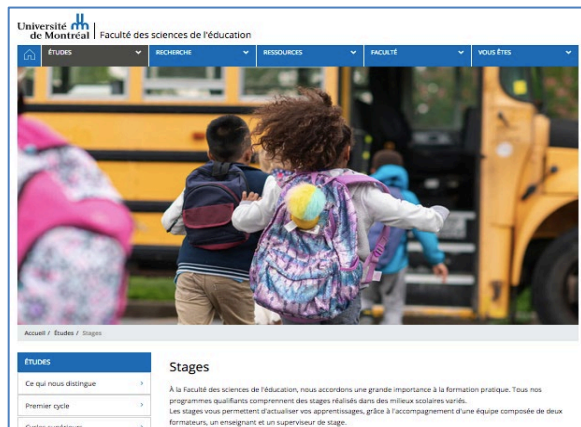 Université
de Montréal
Faculté des sciences de l'éducation
ÉTUDES
RECHERCHE
RESSOURCES
FACULTÉ
VOUS ÊTES
Accueil / Études / Stages
ÉTUDES
Ce qui nous distingue
Premier cycle
Cycles supérieurs
Stages
À la Faculté des sciences de l'éducation, nous accordons une grande importance à la formation pratique. Tous nos
programmes qualifiants comprennent des stages réalisés dans des milieux scolaires variés.
Les stages vous permettent d'actualiser vos apprentissages, grâce à l'accompagnement d'une équipe composée de deux
formateurs, un enseignant et un superviseur de stage.